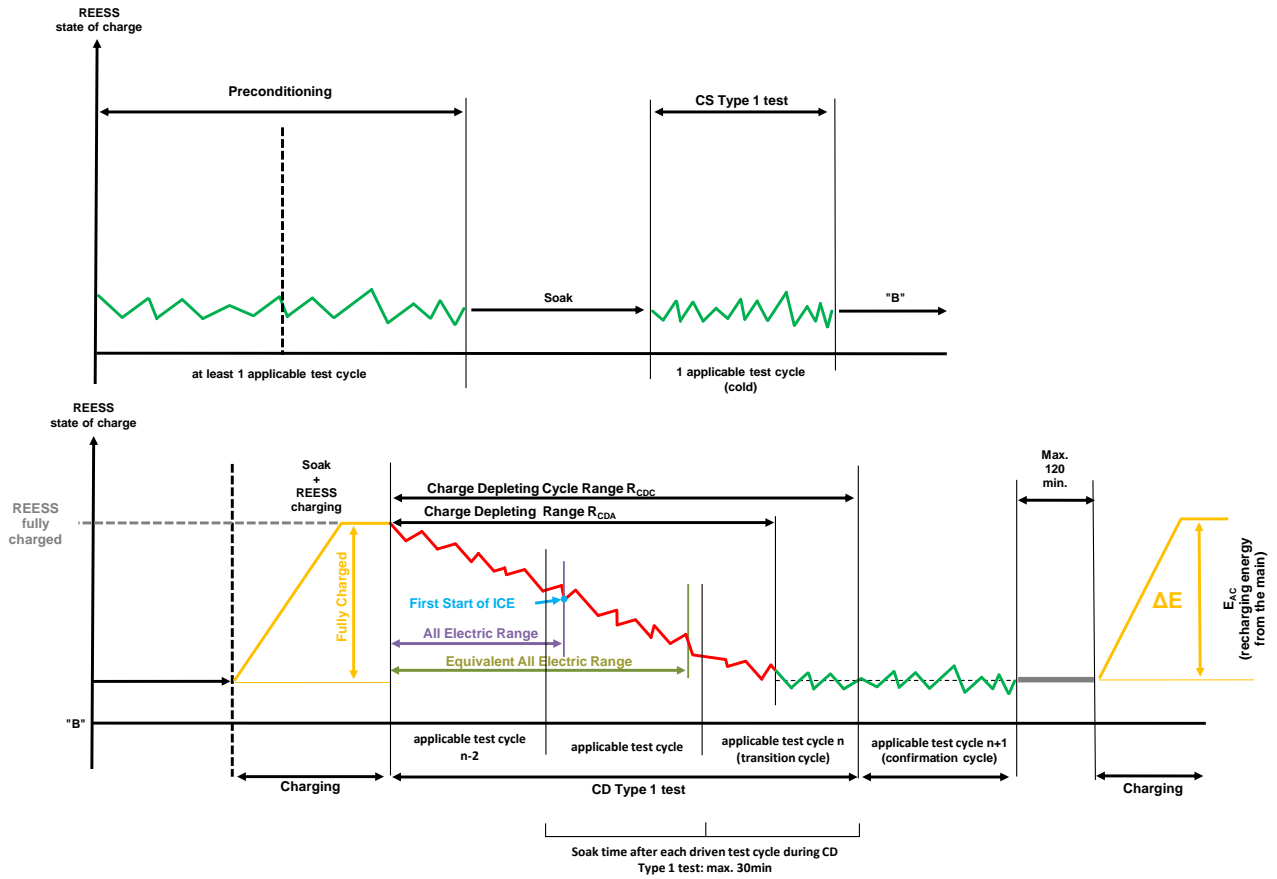 REESS
state of charge
Preconditioning
CS Type 1 test
Soak
"B"
at least 1 applicable test cycle
1 applicable test cycle
(cold)
REESS
state of charge
Soak
+
REESS
charging
Max.
120
min.
Charge Depleting Cycle Range RCDC
Charge Depleting Range RCDA
REESS
fully
charged
Fully Charged
First Start of ICE
All Electric Range
Equivalent All Electric Range
ΔE
EAC
(recharging energy
from the main)
"B"
applicable test cycle
n-2
applicable test cycle
applicable test cycle n
(transition cycle)
applicable test cycle n+1
(confirmation cycle)
Charging
CD Type 1 test
Charging
Soak time after each driven test cycle during CD
Type 1 test: max. 30min